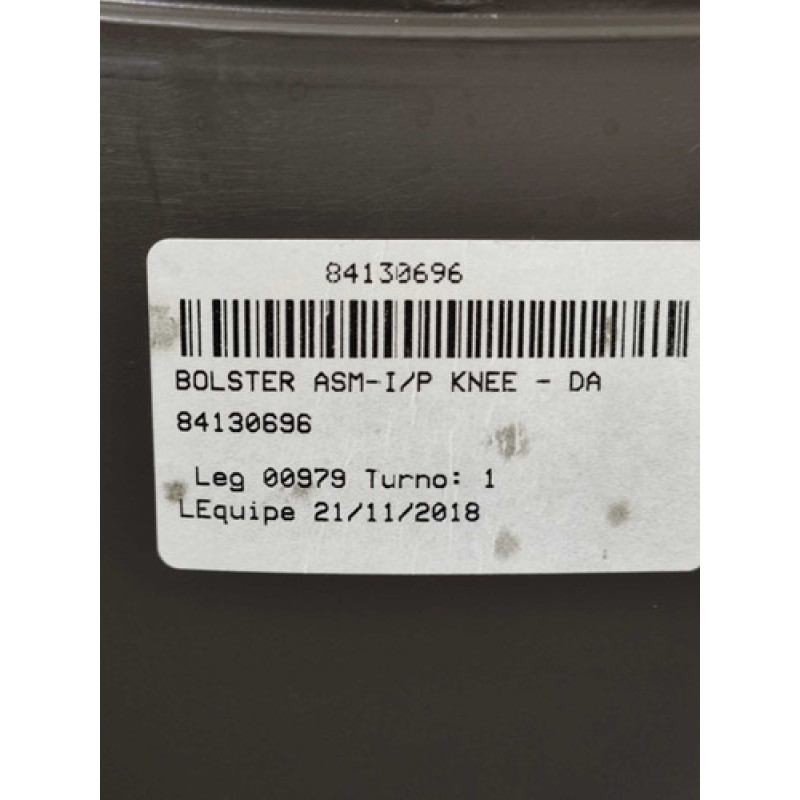 84130696
BOLSTER ASM-I/P KNEE - DA
84130696
Leg 00979 Turno: 1
LEquipe 21/11/2018